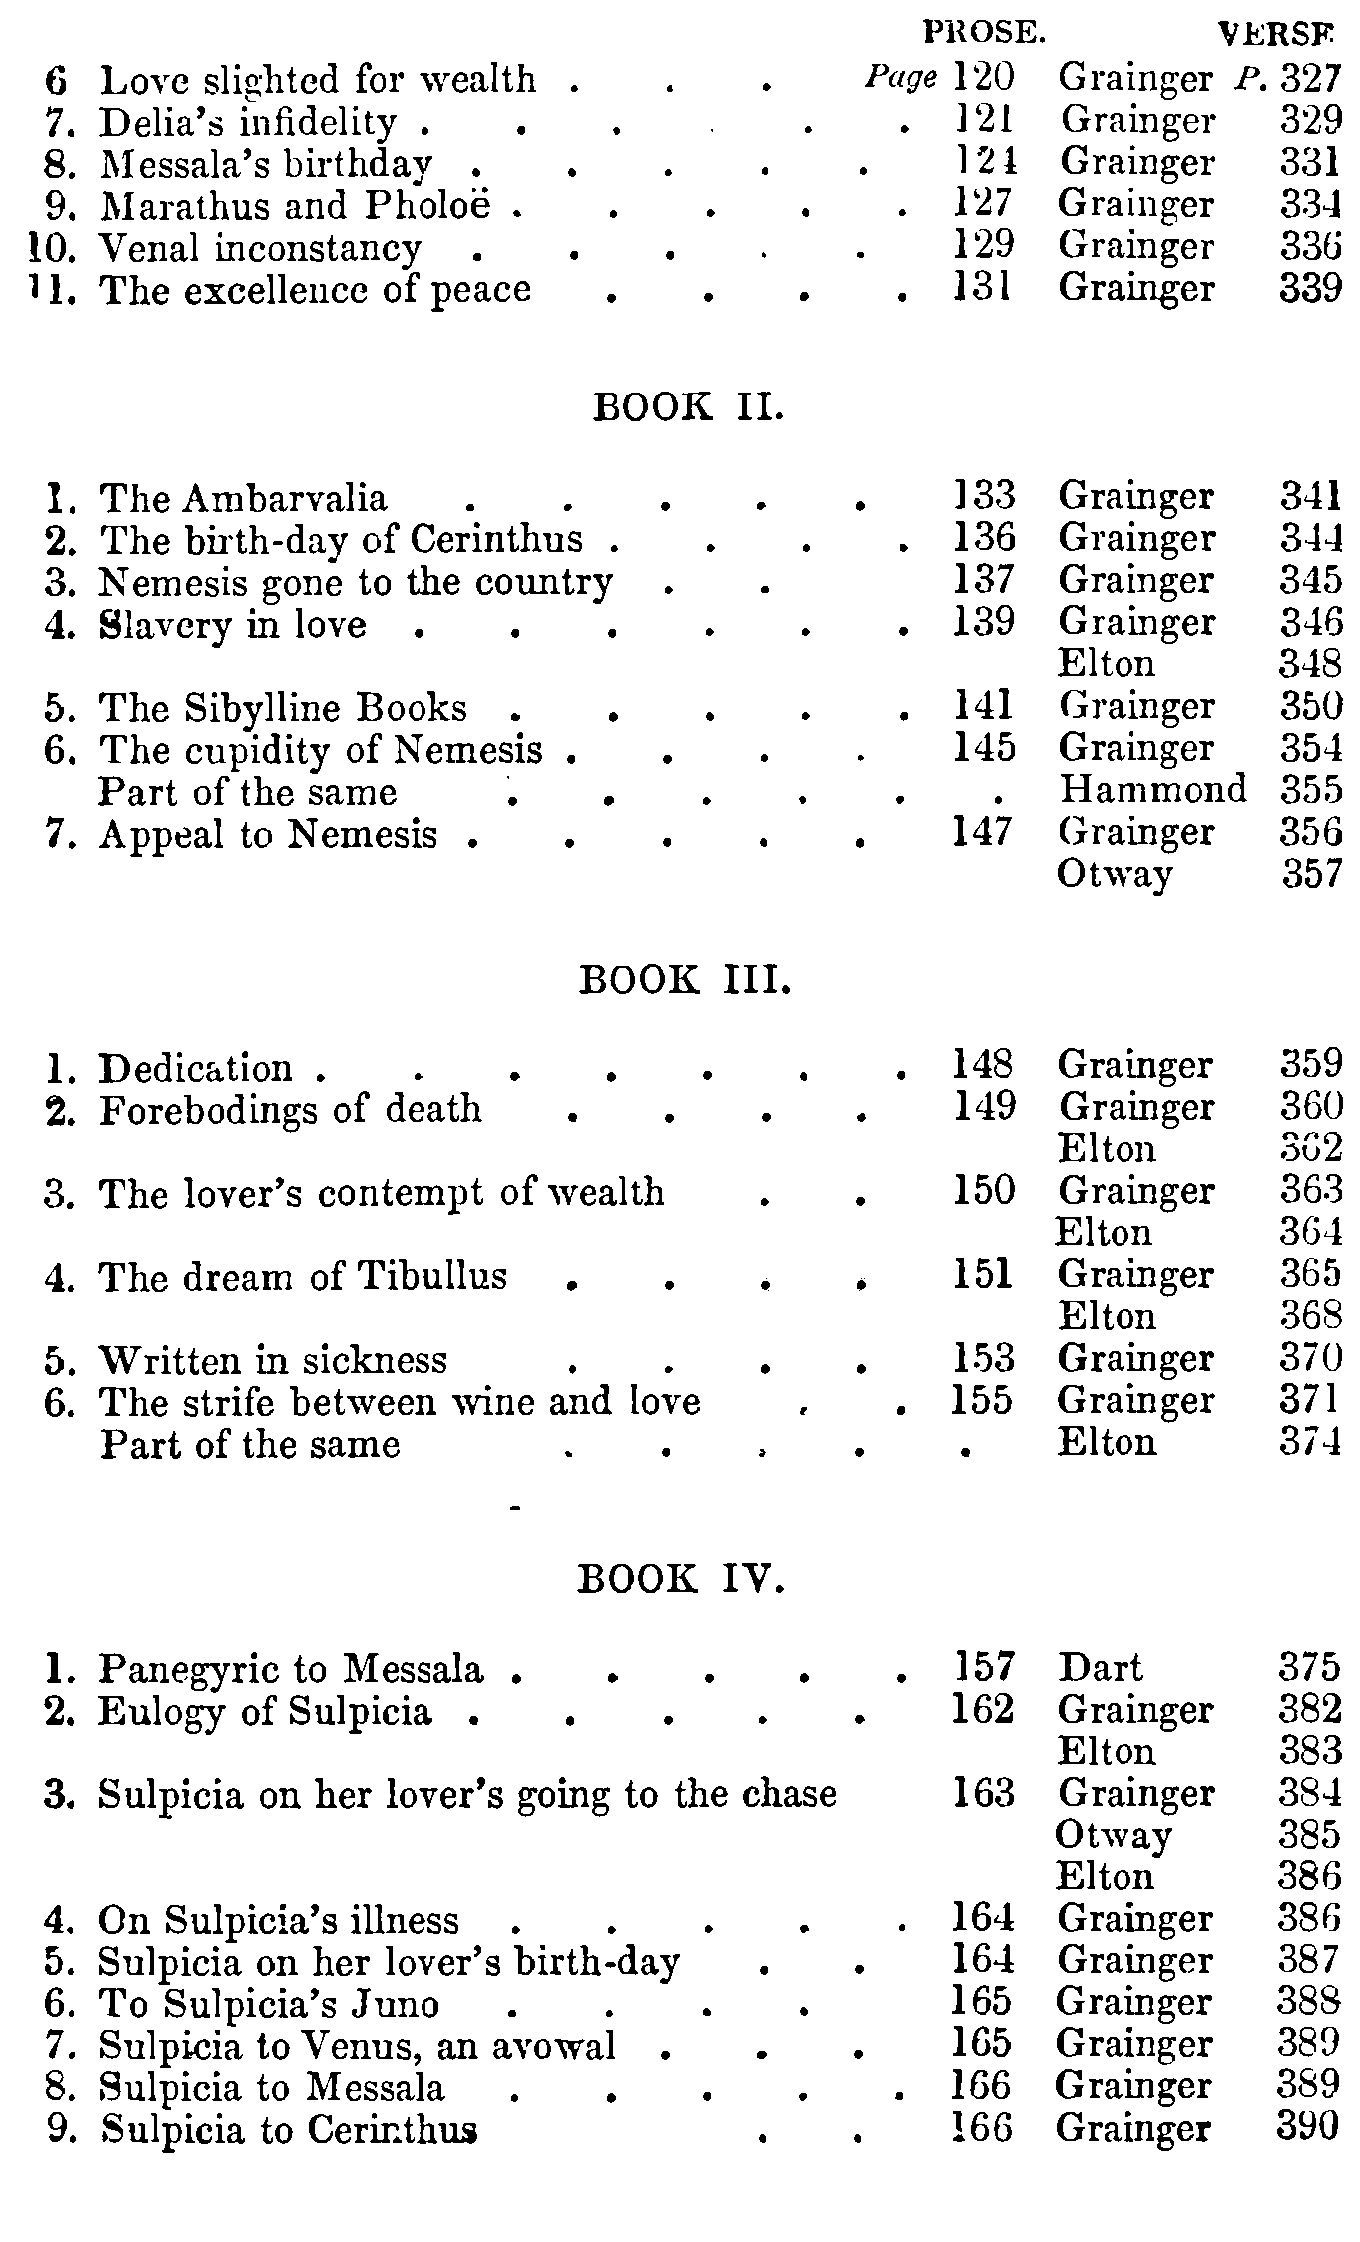 PROSE. VERSE
6 Love slighted for wealth . . . Page 120 Grainger P. 327
7. Delia's infidelity . . . . . . 121 Grainger 329
8. Messala's birthday . . . . . 124 Grainger 331
9. Marathus and Pholoë . . . . . 127 Grainger 334
10. Venal inconstancy . . . . . 129 Grainger 336
11. The excellence of peace . . . . 131 Grainger 339
BOOK II.
1. The Ambarvalia . . . . . 133 Grainger 341
2. The birth-day of Cerinthus . . . . 136 Grainger 344
3. Nemesis gone to the country . . 137 Grainger 345
4. Slavery in love . . . . . . 139 Grainger 346
Elton 348
5. The Sibylline Books . . . . . 141 Grainger 350
6. The cupidity of Nemesis . . . . 145 Grainger 354
Part of the same . . . . . . Hammond 355
7. Appeal to Nemesis . . . . . 147 Grainger 356
Otway 357
BOOK III.
1. Dedication . . . . . . . 148 Grainger 359
2. Forebodings of death . . . . 149 Grainger 360
Elton 362
3. The lover's contempt of wealth . . 150 Grainger 363
Elton 364
4. The dream of Tibullus . . . . 151 Grainger 365
Elton 368
5. Written in sickness . . . . 153 Grainger 370
6. The strife between wine and love . . 155 Grainger 371
Part of the same . . . . . Elton 374
BOOK IV.
1. Panegyric to Messala . . . . . 157 Dart 375
2. Eulogy of Sulpicia . . . . . 162 Grainger 382
Elton 383
3. Sulpicia on her lover's going to the chase 163 Grainger 384
Otway 385
Elton 386
4. On Sulpicia's illness . . . . . 164 Grainger 386
5. Sulpicia on her lover's birth-day . . 164 Grainger 387
6. To Sulpicia's Juno . . . . 165 Grainger 388
7. Sulpicia to Venus, an avowal . . . 165 Grainger 389
8. Sulpicia to Messala . . . . . 166 Grainger 389
9. Sulpicia to Cerinthus . . 166 Grainger 390